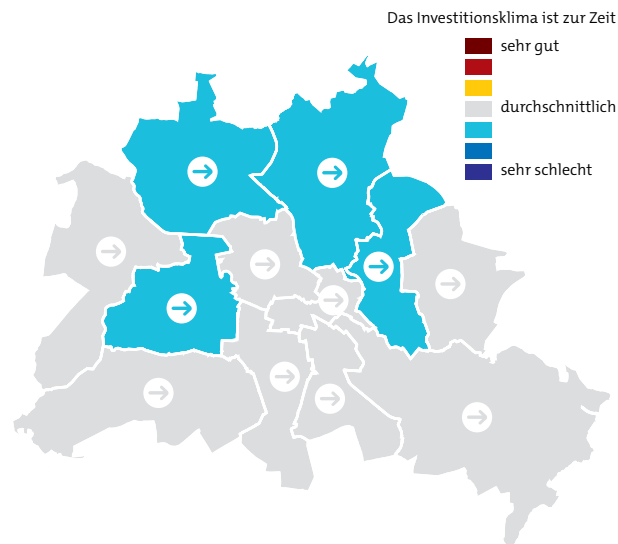 Das Investitionsklima ist zur Zeit
sehr gut
durchschnittlich
sehr schlecht